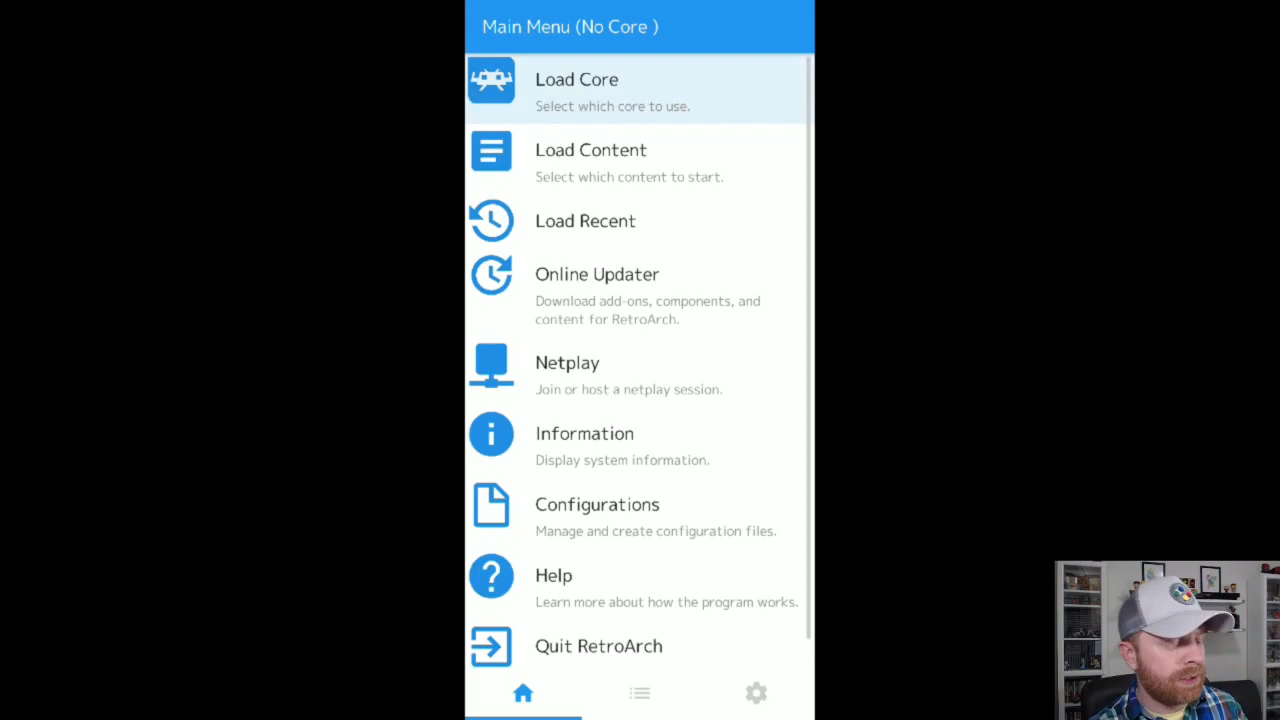 Main Menu (No Core )
Load Core
Select which core to use.
Load Content
Select which content to start.
Load Recent
Online Updater
Download add-ons, components, and
content for RetroArch.
Netplay
Join or host a netplay session.
Information
Display system information.
Configurations
Manage and create configuration files.
Help
Learn more about how the program works.
Quit RetroArch